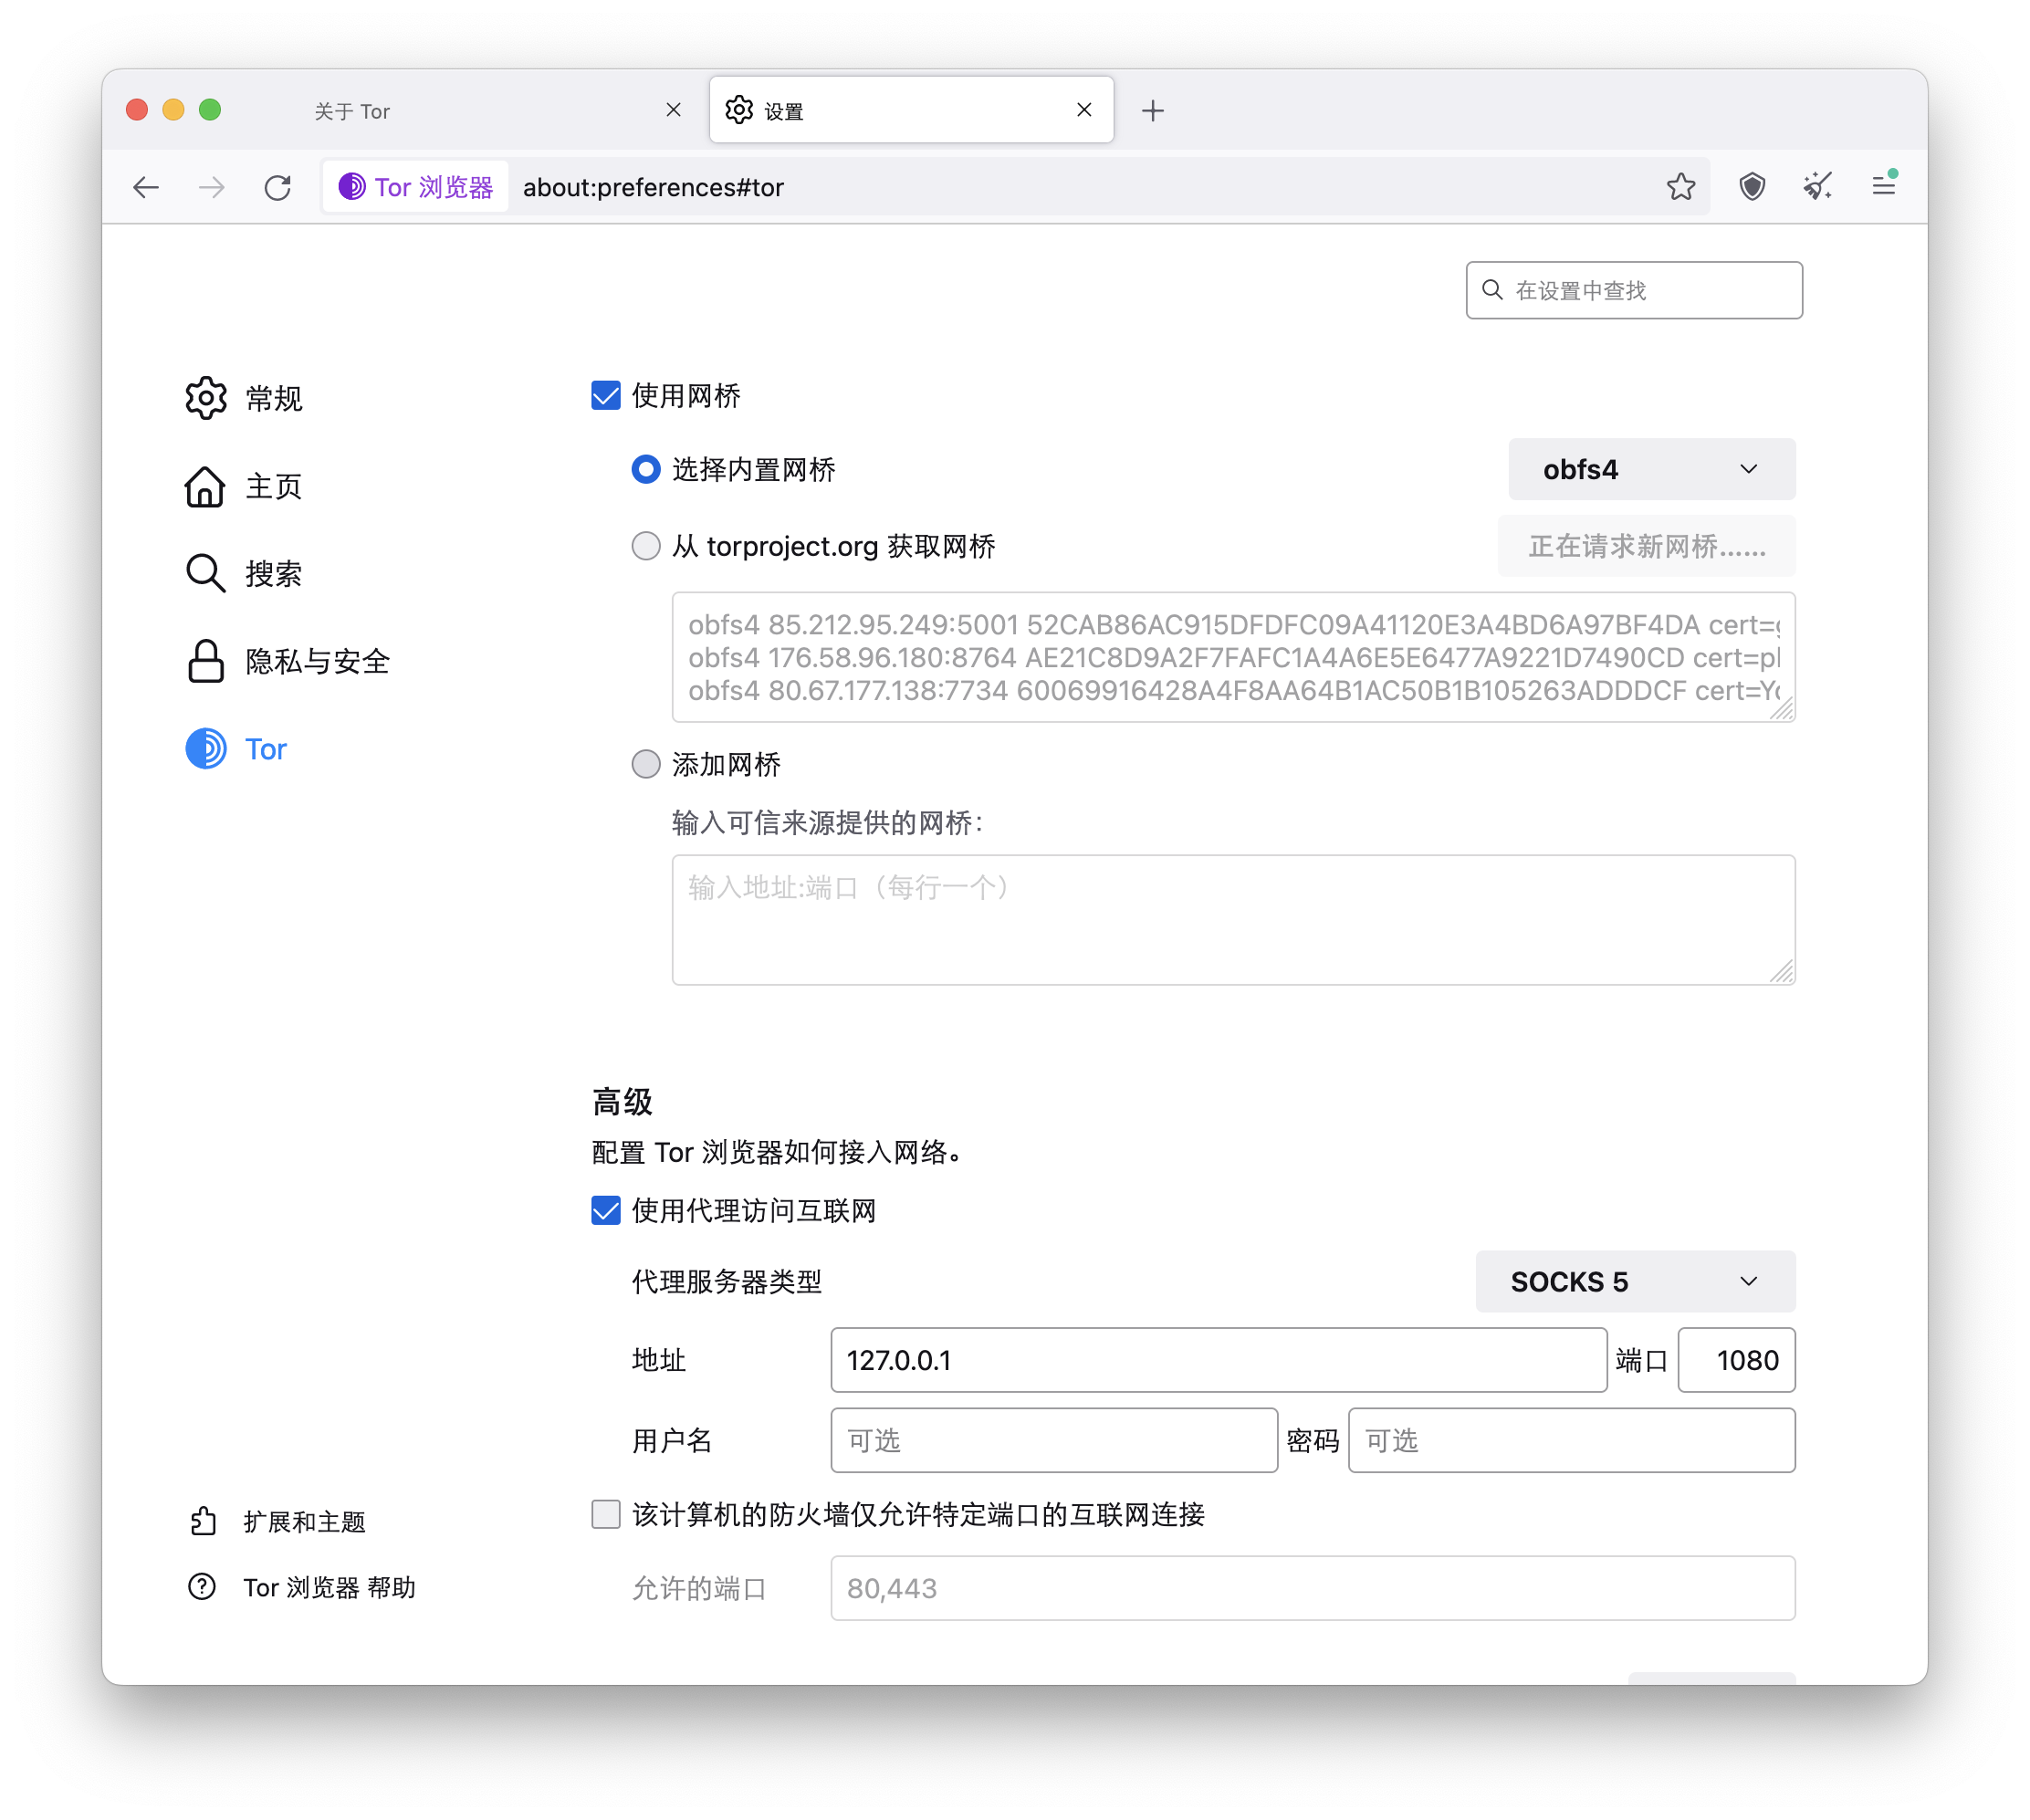 关于 Tor
设置
Tor 浏览器
about:preferences#tor
在设置中查找
常规
主页
搜索
隐私与安全
Tor
扩展和主题
Tor 浏览器 帮助
使用网桥
选择内置网桥
obfs4
从 torproject.org 获取网桥
正在请求新网桥……
obfs4 85.212.95.249:5001 52CAB86AC915DFDFC09A41120E3A4BD6A97BF4DA cert=
obfs4 176.58.96.180:8764 AE21C8D9A2F7FAFC1A4A6E5E6477A9221D7490CD cert=pl
obfs4 80.67.177.138:7734 60069916428A4F8AA64B1AC50B1B105263ADDDCF cert=Y
添加网桥
输入可信来源提供的网桥：
输入地址:端口（每行一个）
高级
配置 Tor 浏览器如何接入网络。
使用代理访问互联网
代理服务器类型
SOCKS 5
地址
127.0.0.1
端口
1080
用户名
可选
密码
可选
该计算机的防火墙仅允许特定端口的互联网连接
允许的端口
80,443